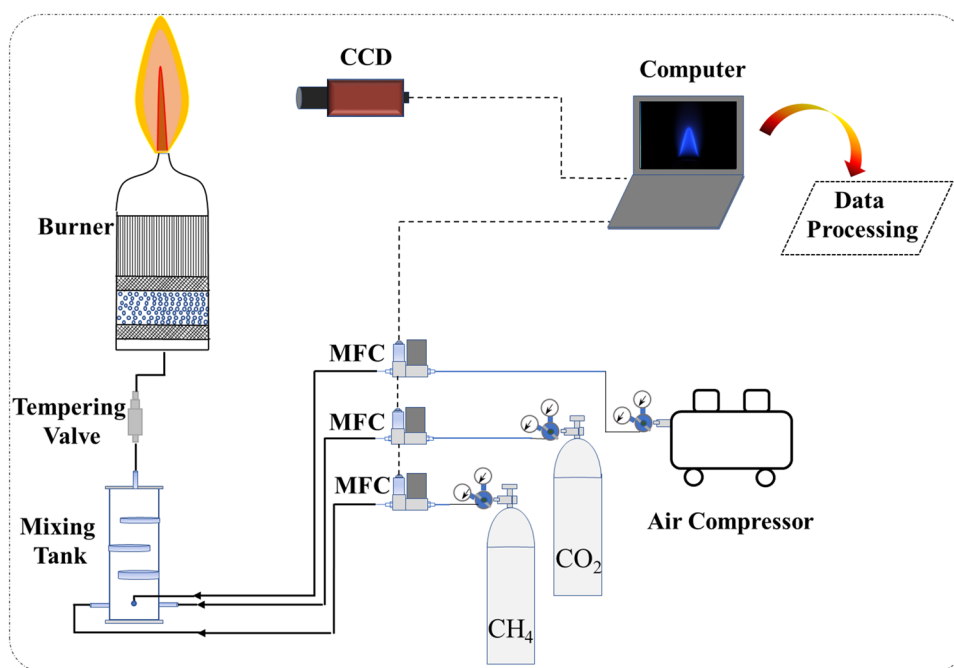 CCD
Computer
Burner
Data
Processing
MFC
Tempering
Valve
MFC
MFC
Mixing
Tank
Air Compressor
CO₂
CH₄